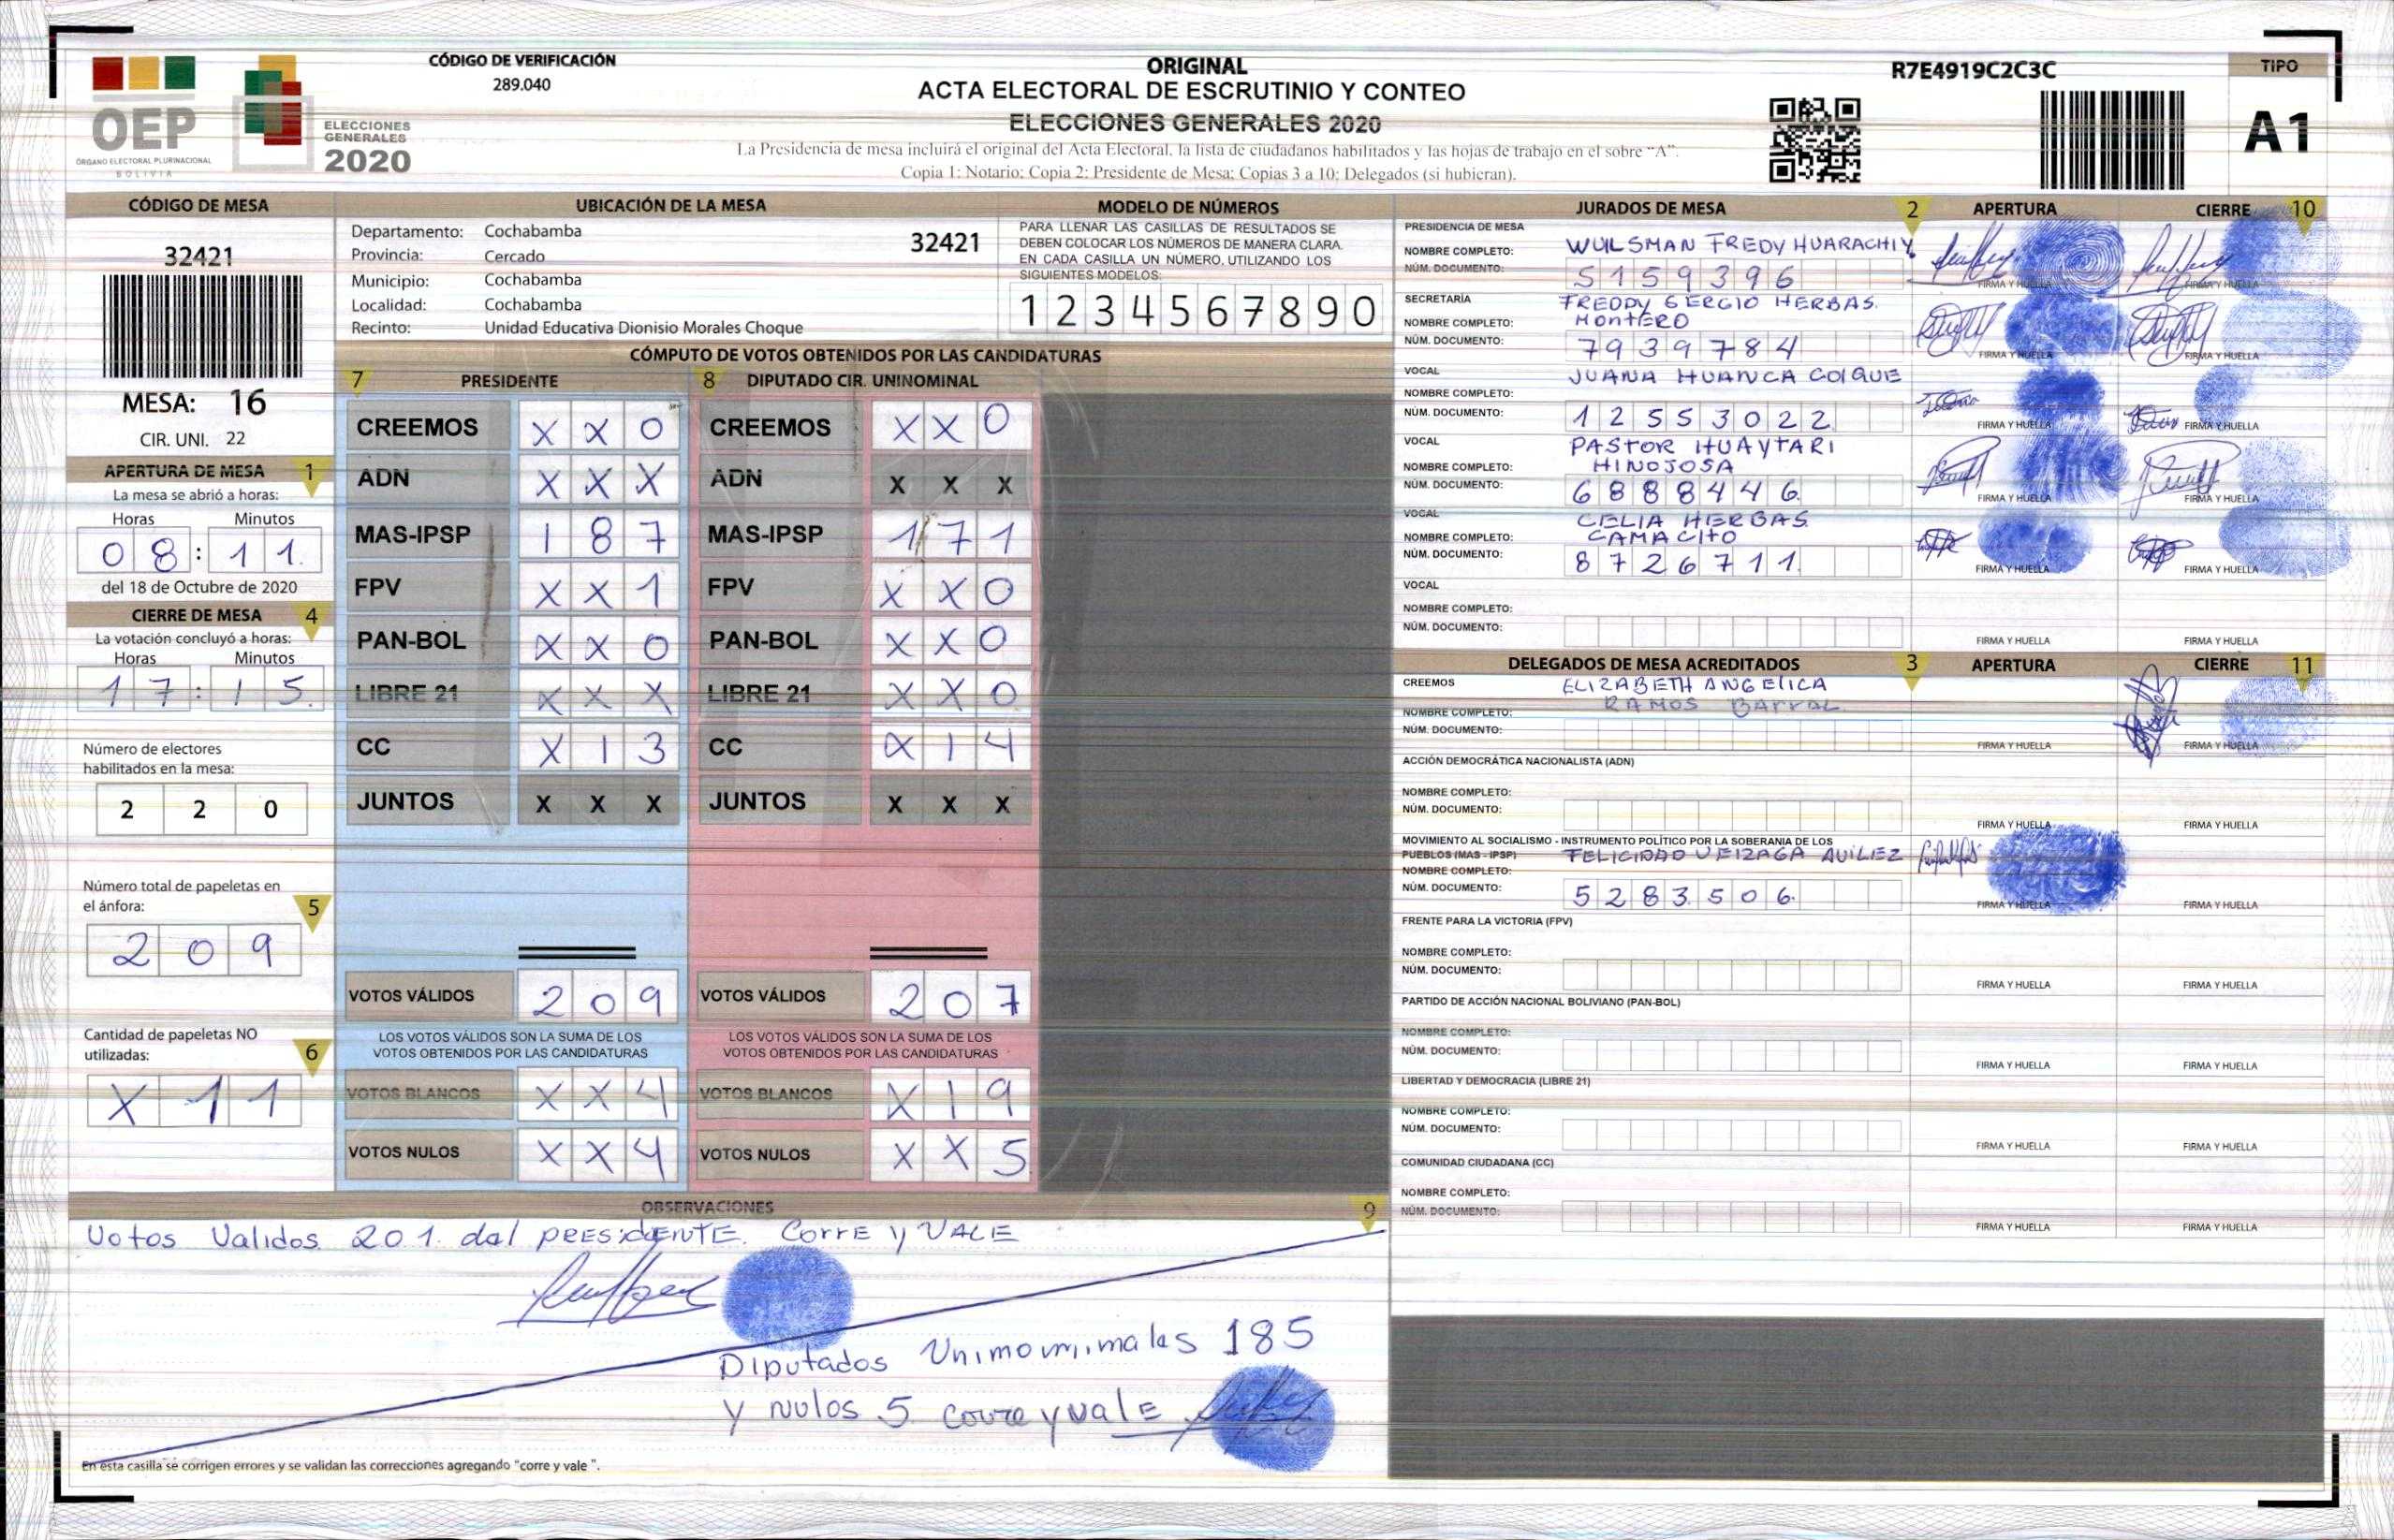 CÓDIGO DE VERIFICACIÓN
289.040
ORIGINAL
ACTA ELECTORAL DE ESCRUTINIO Y CONTEO
ELECCIONES GENERALES 2020
La Presidencia de mesa incluirá el original del Acta Electoral, la lista de ciudadanos habilitados y las hojas de trabajo en el sobre “A”.
Copia 1: Notario; Copia 2: Presidente de Mesa; Copias 3 a 10: Delegados (si hubieran).
R7E4919C2C3C
TIPO
A1
OEP
ÓRGANO ELECTORAL PLURINACIONAL
BOLIVIA
ELECCIONES
GENERALES
2020
CÓDIGO DE MESA
32421
MESA: 16
CIR. UNI. 22
APERTURA DE MESA 1
La mesa se abrió a horas:
Horas Minutos
0 8 : 1 1
del 18 de Octubre de 2020
CIERRE DE MESA 4
La votación concluyó a horas:
Horas Minutos
1 7 : 1 5
Número de electores
habilitados en la mesa:
2 2 0
Número total de papeletas en
el ánfora: 5
2 0 9
Cantidad de papeletas NO
utilizadas: 6
X 1 1
UBICACIÓN DE LA MESA
Departamento: Cochabamba
32421
Provincia: Cercado
Municipio: Cochabamba
Localidad: Cochabamba
Recinto: Unidad Educativa Dionisio Morales Choque
MODELO DE NÚMEROS
PARA LLENAR LAS CASILLAS DE RESULTADOS SE
DEBEN COLOCAR LOS NÚMEROS DE MANERA CLARA.
EN CADA CASILLA UN NÚMERO, UTILIZANDO LOS
SIGUIENTES MODELOS:
1 2 3 4 5 6 7 8 9 0
CÓMPUTO DE VOTOS OBTENIDOS POR LAS CANDIDATURAS
7 PRESIDENTE 8 DIPUTADO CIR. UNINOMINAL
CREEMOS X X 0 CREEMOS X X 0
ADN X X X ADN X X X
MAS-IPSP 1 8 7 MAS-IPSP 1 7 1
FPV X X 1 FPV X X 0
PAN-BOL X X 0 PAN-BOL X X 0
LIBRE 21 X X X LIBRE 21 X X 0
CC X 1 3 CC X 1 4
JUNTOS X X X JUNTOS X X X
VOTOS VÁLIDOS 2 0 9 VOTOS VÁLIDOS 2 0 7
LOS VOTOS VÁLIDOS SON LA SUMA DE LOS LOS VOTOS VÁLIDOS SON LA SUMA DE LOS
VOTOS OBTENIDOS POR LAS CANDIDATURAS VOTOS OBTENIDOS POR LAS CANDIDATURAS
VOTOS BLANCOS X X 4 VOTOS BLANCOS X 1 9
VOTOS NULOS X X 4 VOTOS NULOS X X 5
OBSERVACIONES 9
Votos Validos 201 del PRESIDENTE. Corre y VALE
Diputados Uninominales 185
y nulos 5 corre y vale
En esta casilla se corrigen errores y se validan las correcciones agregando "corre y vale ".
JURADOS DE MESA 2 APERTURA CIERRE 10
PRESIDENCIA DE MESA
NOMBRE COMPLETO: WUILSMAN FREDY HUARACHI Y
NÚM. DOCUMENTO: 5159396
FIRMA Y HUELLA FIRMA Y HUELLA
SECRETARÍA
NOMBRE COMPLETO: FREDDY SERGIO HERBAS
MONTERO
NÚM. DOCUMENTO: 7939784
FIRMA Y HUELLA FIRMA Y HUELLA
VOCAL
NOMBRE COMPLETO: JUANA HUANCA COIQUE
NÚM. DOCUMENTO: 12553022
FIRMA Y HUELLA FIRMA Y HUELLA
VOCAL
NOMBRE COMPLETO: PASTOR HUAYTARI
HINOJOSA
NÚM. DOCUMENTO: 6888446
FIRMA Y HUELLA FIRMA Y HUELLA
VOCAL
NOMBRE COMPLETO: CELIA HERBAS
CAMACITO
NÚM. DOCUMENTO: 8726711
FIRMA Y HUELLA FIRMA Y HUELLA
VOCAL
NOMBRE COMPLETO:
NÚM. DOCUMENTO:
FIRMA Y HUELLA FIRMA Y HUELLA
DELEGADOS DE MESA ACREDITADOS 3 APERTURA CIERRE 11
CREEMOS
NOMBRE COMPLETO: ELIZABETH ANGELICA
RAMOS BARRAL
NÚM. DOCUMENTO:
FIRMA Y HUELLA FIRMA Y HUELLA
ACCIÓN DEMOCRÁTICA NACIONALISTA (ADN)
NOMBRE COMPLETO:
NÚM. DOCUMENTO:
FIRMA Y HUELLA FIRMA Y HUELLA
MOVIMIENTO AL SOCIALISMO - INSTRUMENTO POLÍTICO POR LA SOBERANIA DE LOS
PUEBLOS (MAS - IPSP) FELICIDAD VEIZAGA AVILEZ
NOMBRE COMPLETO:
NÚM. DOCUMENTO: 5283506
FIRMA Y HUELLA FIRMA Y HUELLA
FRENTE PARA LA VICTORIA (FPV)
NOMBRE COMPLETO:
NÚM. DOCUMENTO:
FIRMA Y HUELLA FIRMA Y HUELLA
PARTIDO DE ACCIÓN NACIONAL BOLIVIANO (PAN-BOL)
NOMBRE COMPLETO:
NÚM. DOCUMENTO:
FIRMA Y HUELLA FIRMA Y HUELLA
LIBERTAD Y DEMOCRACIA (LIBRE 21)
NOMBRE COMPLETO:
NÚM. DOCUMENTO:
FIRMA Y HUELLA FIRMA Y HUELLA
COMUNIDAD CIUDADANA (CC)
NOMBRE COMPLETO:
NÚM. DOCUMENTO:
FIRMA Y HUELLA FIRMA Y HUELLA